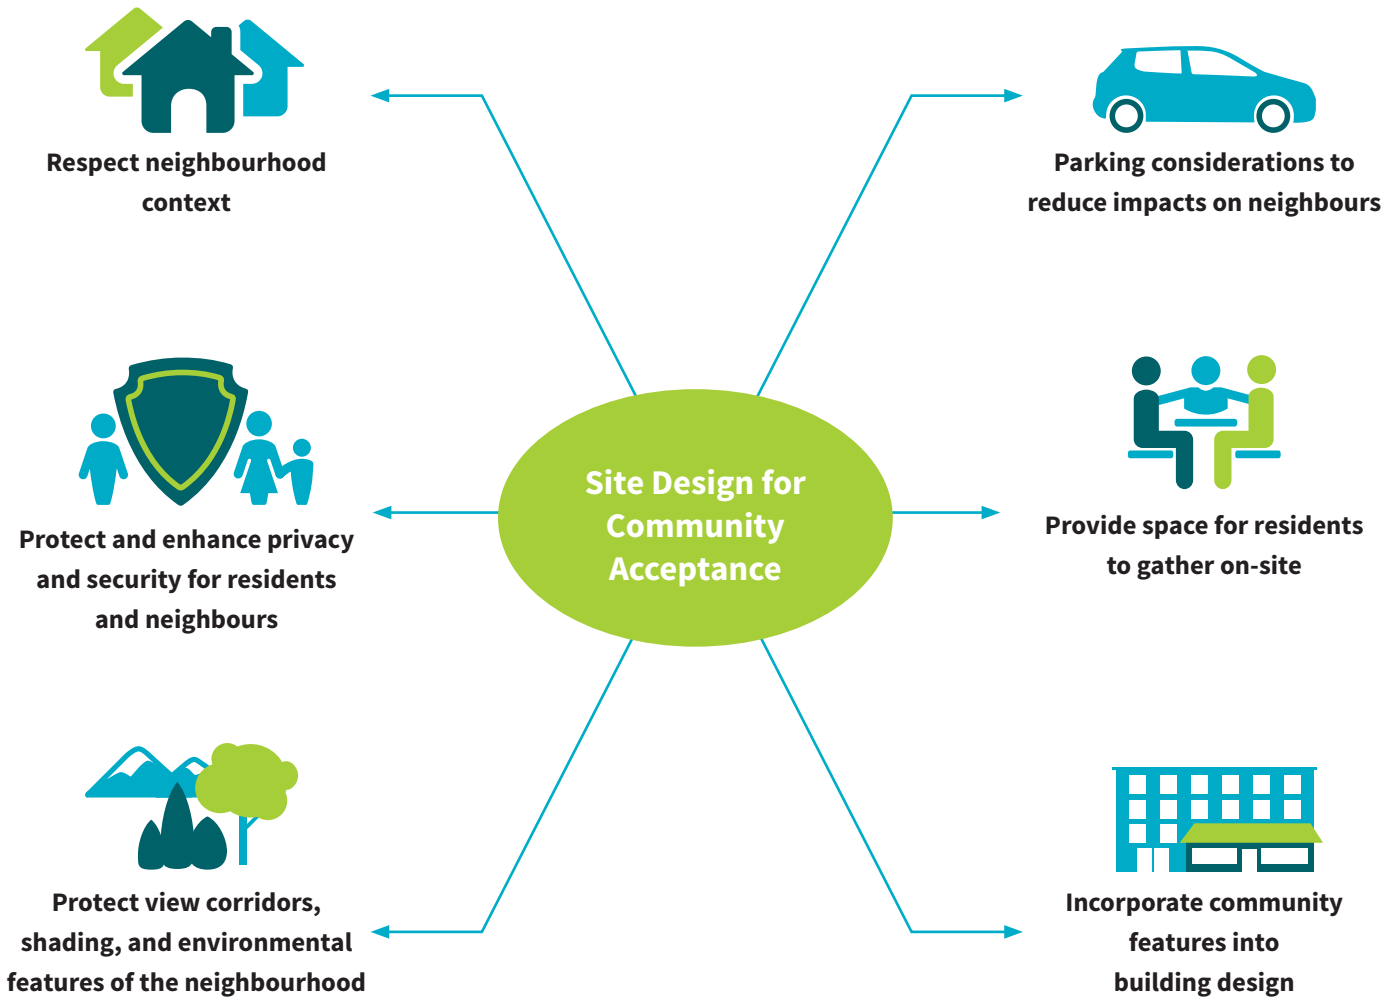 Respect neighbourhood
context
Parking considerations to
reduce impacts on neighbours
Protect and enhance privacy
and security for residents
and neighbours
Site Design for
Community
Acceptance
Provide space for residents
to gather on-site
Protect view corridors,
shading, and environmental
features of the neighbourhood
Incorporate community
features into
building design